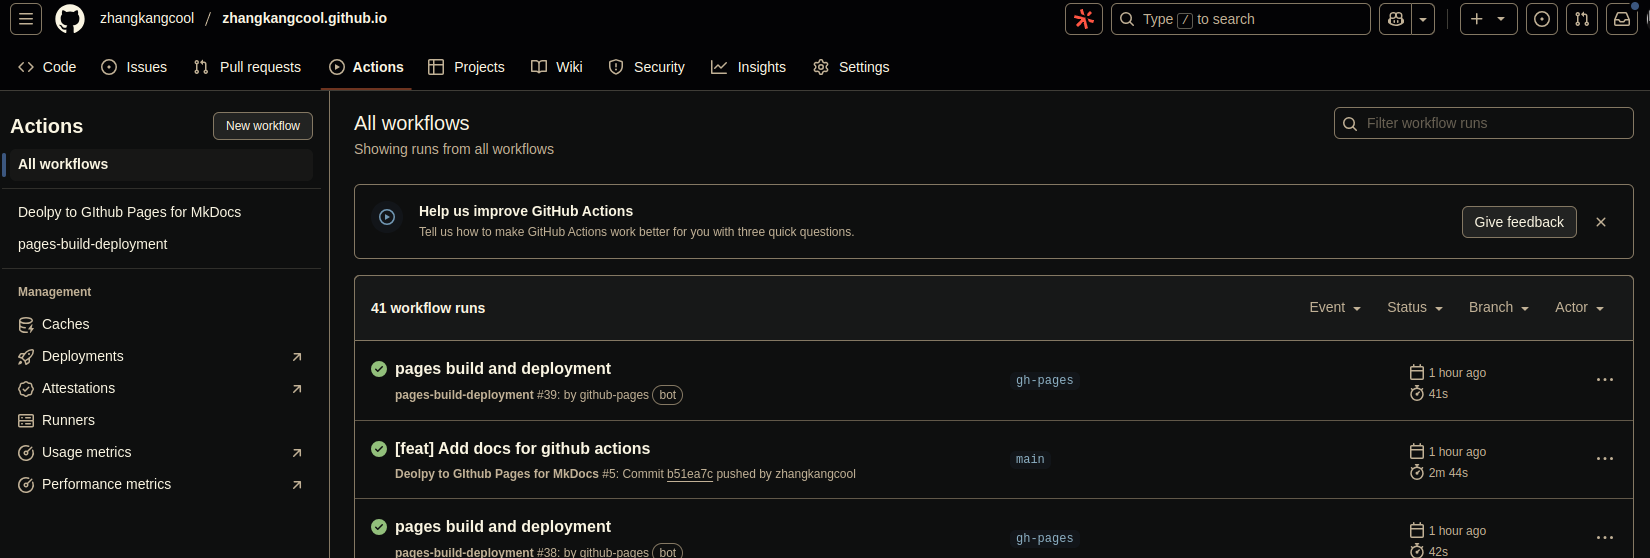 zhangkangcool / zhangkangcool.github.io
Type / to search
Code Issues Pull requests Actions Projects Wiki Security Insights Settings
Actions
New workflow
All workflows
Deolpy to GIthub Pages for MkDocs
pages-build-deployment
Management
Caches
Deployments
Attestations
Runners
Usage metrics
Performance metrics
All workflows
Showing runs from all workflows
Filter workflow runs
Help us improve GitHub Actions
Tell us how to make GitHub Actions work better for you with three quick questions.
Give feedback
41 workflow runs
Event Status Branch Actor
pages build and deployment
pages-build-deployment #39: by github-pages bot
gh-pages
1 hour ago
41s
[feat] Add docs for github actions
Deolpy to GIthub Pages for MkDocs #5: Commit b51ea7c pushed by zhangkangcool
main
1 hour ago
2m 44s
pages build and deployment
pages-build-deployment #38: by github-pages bot
gh-pages
1 hour ago
42s